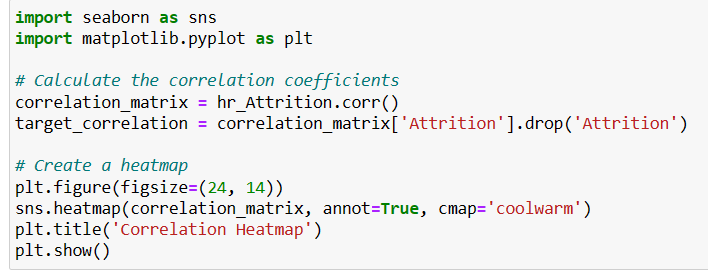 import seaborn as sns
import matplotlib.pyplot as plt
# Calculate the correlation coefficients
correlation_matrix = hr_Attrition.corr()
target_correlation = correlation_matrix['Attrition'].drop('Attrition')
# Create a heatmap
plt.figure(figsize=(24, 14))
sns.heatmap(correlation_matrix, annot=True, cmap='coolwarm')
plt.title('Correlation Heatmap')
plt.show()